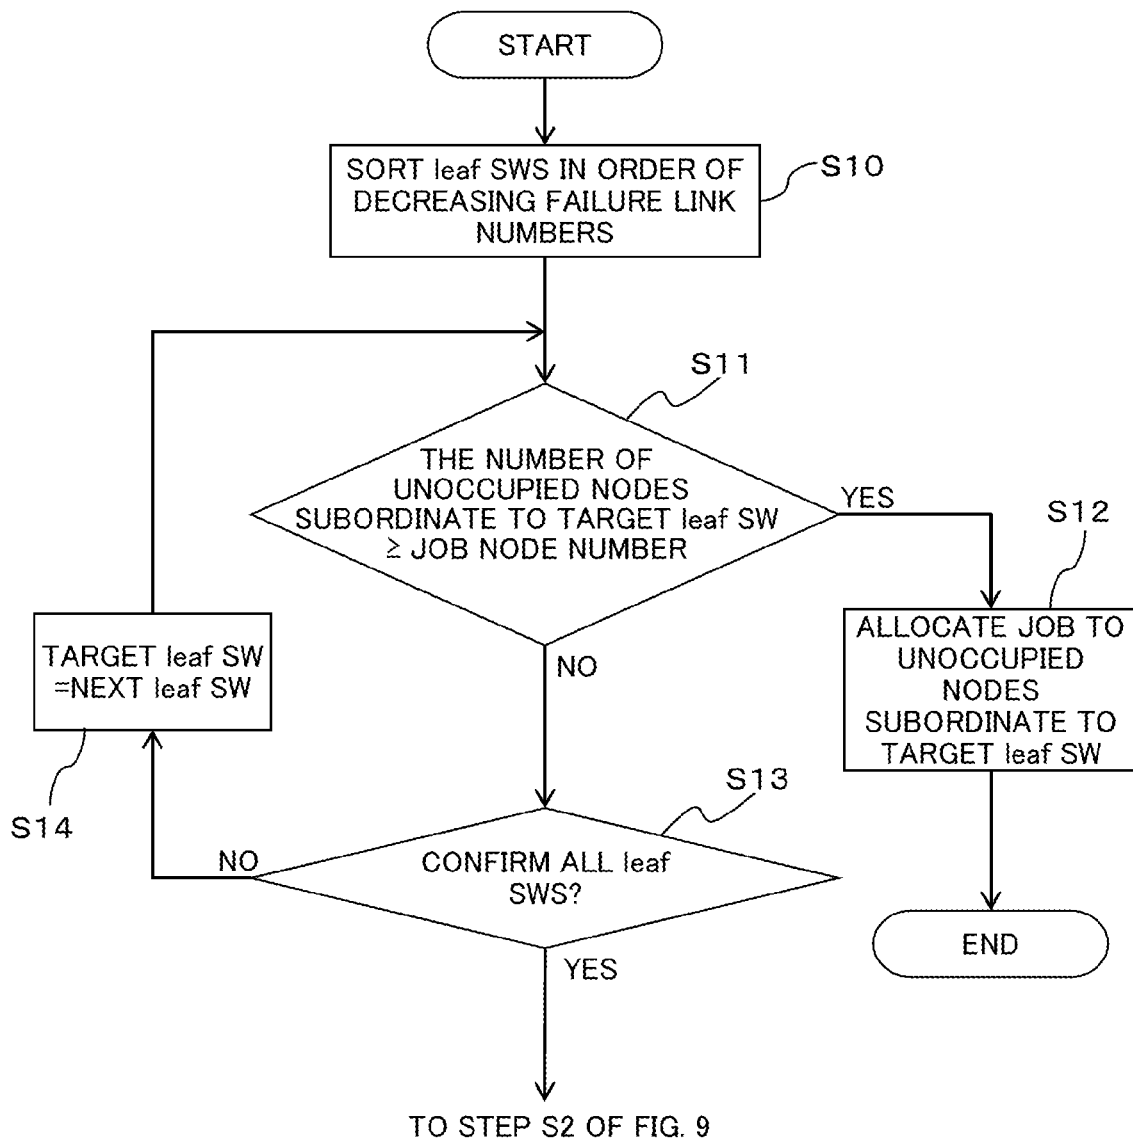 START
SORT leaf SWS IN ORDER OF
DECREASING FAILURE LINK
NUMBERS
S10
S11
THE NUMBER OF
UNOCCUPIED NODES
SUBORDINATE TO TARGET leaf SW
≥ JOB NODE NUMBER
YES
S12
ALLOCATE JOB TO
UNOCCUPIED
NODES
SUBORDINATE TO
TARGET leaf SW
TARGET leaf SW
=NEXT leaf SW
NO
S13
S14
NO
CONFIRM ALL leaf
SWS?
END
YES
TO STEP S2 OF FIG. 9